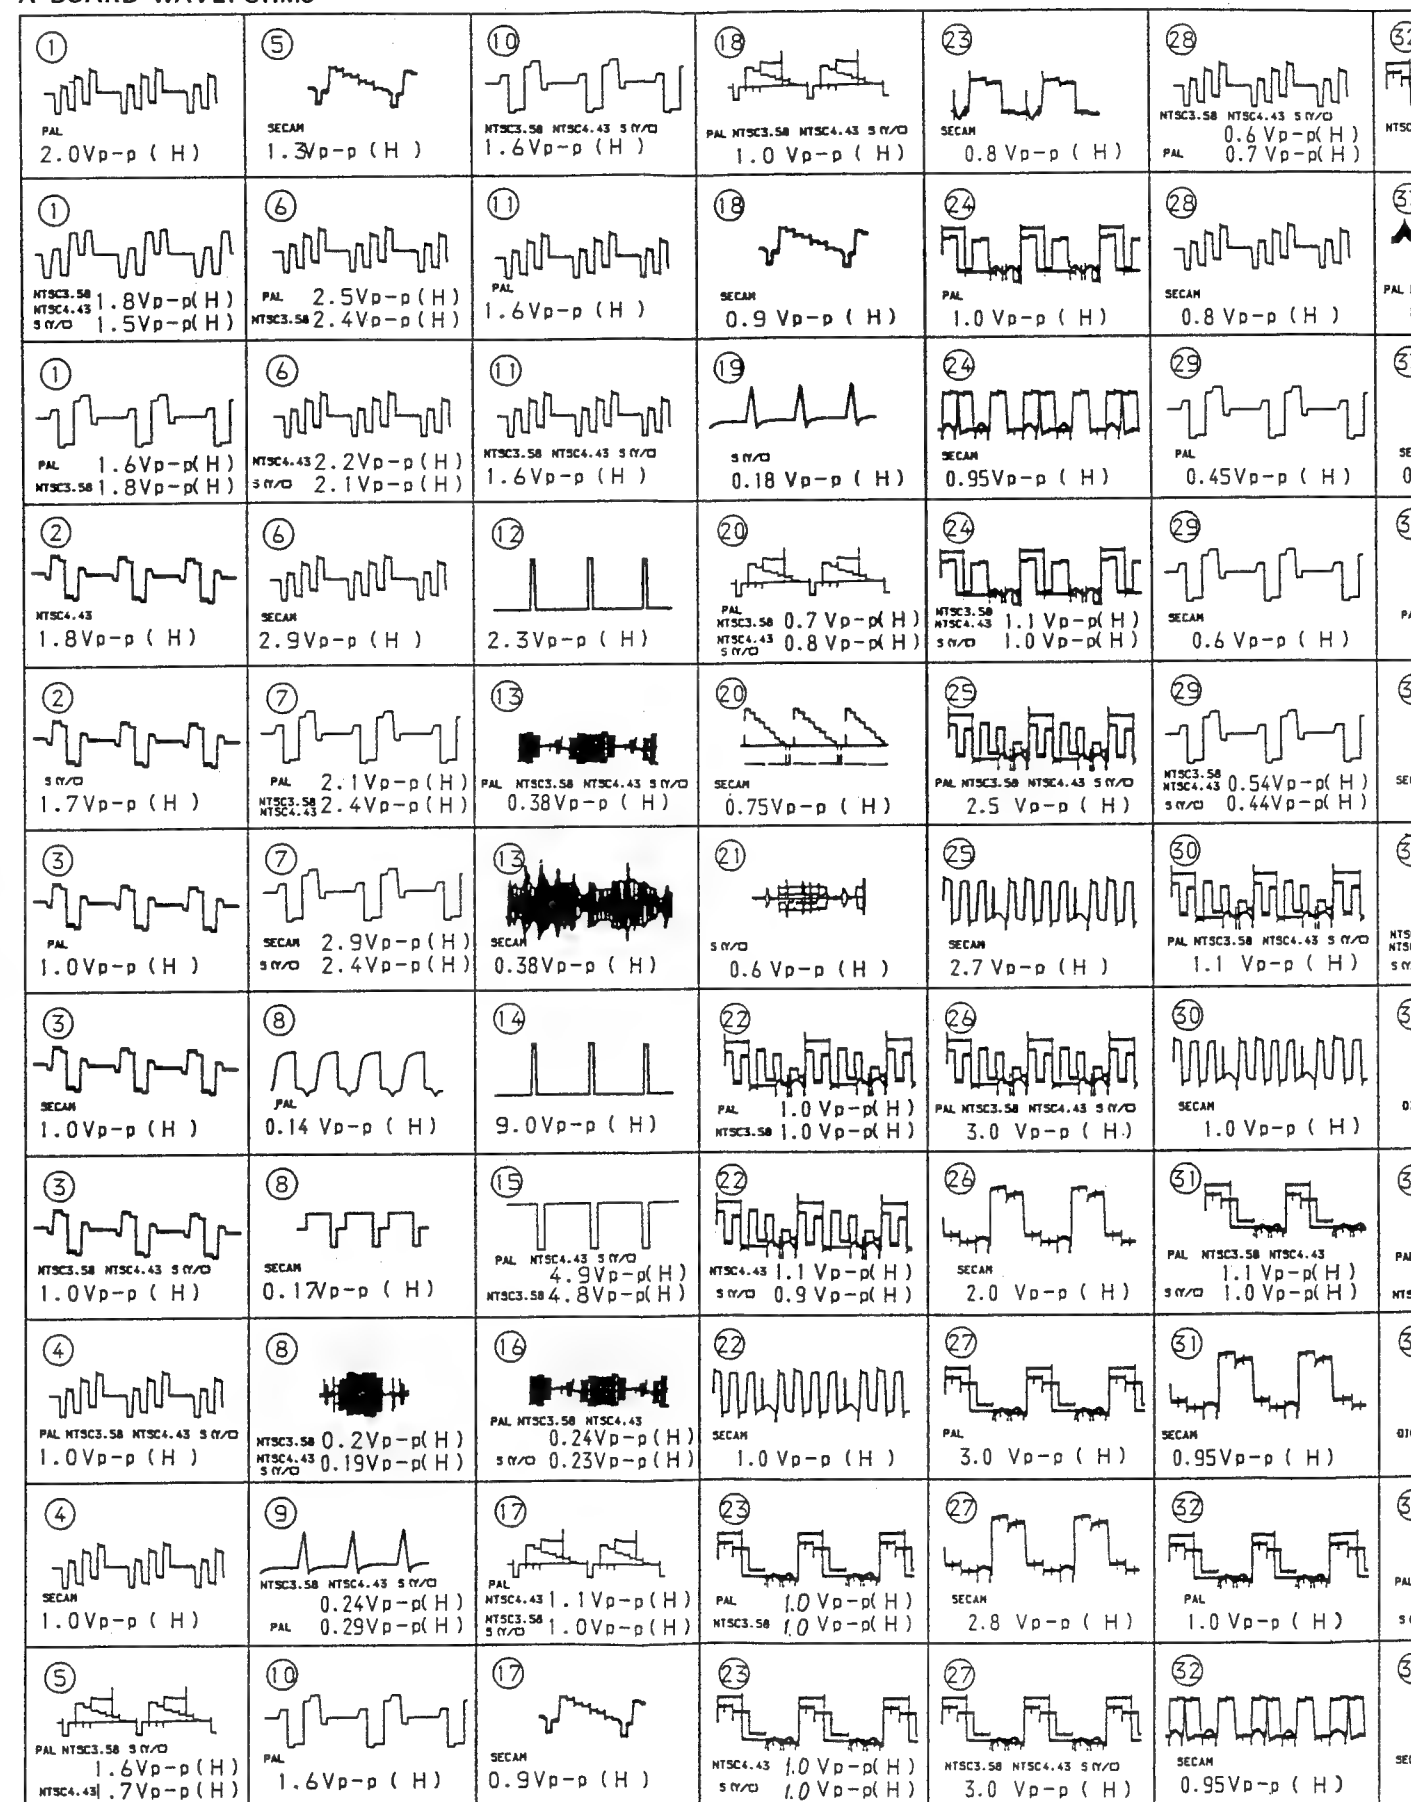 A BOARD WAVEFORMS
1
PAL
2.0Vp-p ( H )
1
NTSC3.58
NTSC4.43 1.8Vp-p( H )
S (Y/C) 1.5Vp-p( H )
1
PAL 1.6Vp-p( H )
NTSC3.58 1.8Vp-p( H )
2
NTSC4.43
1.8Vp-p ( H )
2
S (Y/C)
1.7Vp-p ( H )
3
PAL
1.0Vp-p ( H )
3
SECAM
1.0Vp-p ( H )
3
NTSC3.58 NTSC4.43 S (Y/C)
1.0Vp-p ( H )
4
PAL NTSC3.58 NTSC4.43 S (Y/C)
1.0Vp-p ( H )
4
SECAM
1.0Vp-p ( H )
5
PAL NTSC3.58 S (Y/C)
1.6Vp-p( H )
NTSC4.43 1.7Vp-p( H )
5
SECAM
1.3Vp-p ( H )
6
PAL 2.5Vp-p( H )
NTSC3.58 2.4Vp-p( H )
6
NTSC4.43 2.2Vp-p( H )
S (Y/C) 2.1Vp-p( H )
6
SECAM
2.9Vp-p ( H )
7
PAL 2.1Vp-p( H )
NTSC3.58
NTSC4.43 2.4Vp-p( H )
7
SECAM 2.9Vp-p( H )
S (Y/C) 2.4Vp-p( H )
8
PAL
0.14 Vp-p ( H )
8
SECAM
0.17Vp-p ( H )
8
NTSC3.58 0.2Vp-p( H )
NTSC4.43
S (Y/C) 0.19Vp-p( H )
9
NTSC3.58 NTSC4.43 S (Y/C)
0.24Vp-p( H )
PAL 0.29Vp-p( H )
10
PAL
1.6Vp-p ( H )
10
NTSC3.58 NTSC4.43 S (Y/C)
1.6Vp-p ( H )
11
PAL
1.6Vp-p ( H )
11
NTSC3.58 NTSC4.43 S (Y/C)
1.6Vp-p ( H )
12
2.3Vp-p ( H )
13
PAL NTSC3.58 NTSC4.43 S (Y/C)
0.38Vp-p ( H )
13
SECAM
0.38Vp-p ( H )
14
9.0Vp-p ( H )
15
PAL NTSC4.43 S (Y/C)
4.9Vp-p( H )
NTSC3.58 4.8Vp-p( H )
16
PAL NTSC3.58 NTSC4.43
0.24Vp-p( H )
S (Y/C) 0.23Vp-p( H )
17
PAL
NTSC4.43 1.1Vp-p( H )
NTSC3.58
S (Y/C) 1.0Vp-p( H )
17
SECAM
0.9Vp-p ( H )
18
PAL NTSC3.58 NTSC4.43 S (Y/C)
1.0 Vp-p ( H )
18
SECAM
0.9 Vp-p ( H )
19
S (Y/C)
0.18 Vp-p ( H )
20
PAL
NTSC3.58 0.7 Vp-p( H )
NTSC4.43
S (Y/C) 0.8 Vp-p( H )
20
SECAM
0.75Vp-p ( H )
21
S (Y/C)
0.6 Vp-p ( H )
22
PAL 1.0 Vp-p( H )
NTSC3.58 1.0 Vp-p( H )
22
NTSC4.43 1.1 Vp-p( H )
S (Y/C) 0.9 Vp-p( H )
22
SECAM
1.0 Vp-p ( H )
23
PAL 1.0 Vp-p( H )
NTSC3.58 1.0 Vp-p( H )
23
NTSC4.43 1.0 Vp-p( H )
S (Y/C) 1.0 Vp-p( H )
23
SECAM
0.8 Vp-p ( H )
24
PAL
1.0 Vp-p ( H )
24
SECAM
0.95Vp-p ( H )
24
NTSC3.58
NTSC4.43 1.1 Vp-p( H )
S (Y/C) 1.0 Vp-p( H )
25
PAL NTSC3.58 NTSC4.43 S (Y/C)
2.5 Vp-p ( H )
25
SECAM
2.7 Vp-p ( H )
26
PAL NTSC3.58 NTSC4.43 S (Y/C)
3.0 Vp-p ( H )
26
SECAM
2.0 Vp-p ( H )
27
PAL
3.0 Vp-p ( H )
27
SECAM
2.8 Vp-p ( H )
27
NTSC3.58 NTSC4.43 S (Y/C)
3.0 Vp-p ( H )
28
NTSC3.58 NTSC4.43 S (Y/C)
0.6 Vp-p( H )
PAL 0.7 Vp-p( H )
28
SECAM
0.8 Vp-p ( H )
29
PAL
0.45Vp-p ( H )
29
SECAM
0.6 Vp-p ( H )
29
NTSC3.58
NTSC4.43 0.54Vp-p( H )
S (Y/C) 0.44Vp-p( H )
30
PAL NTSC3.58 NTSC4.43 S (Y/C)
1.1 Vp-p ( H )
30
SECAM
1.0 Vp-p ( H )
31
PAL NTSC3.58 NTSC4.43
1.1 Vp-p( H )
S (Y/C) 1.0 Vp-p( H )
31
SECAM
0.95Vp-p ( H )
32
PAL
1.0 Vp-p ( H )
32
SECAM
0.95Vp-p ( H )
32
NTSC
PAL